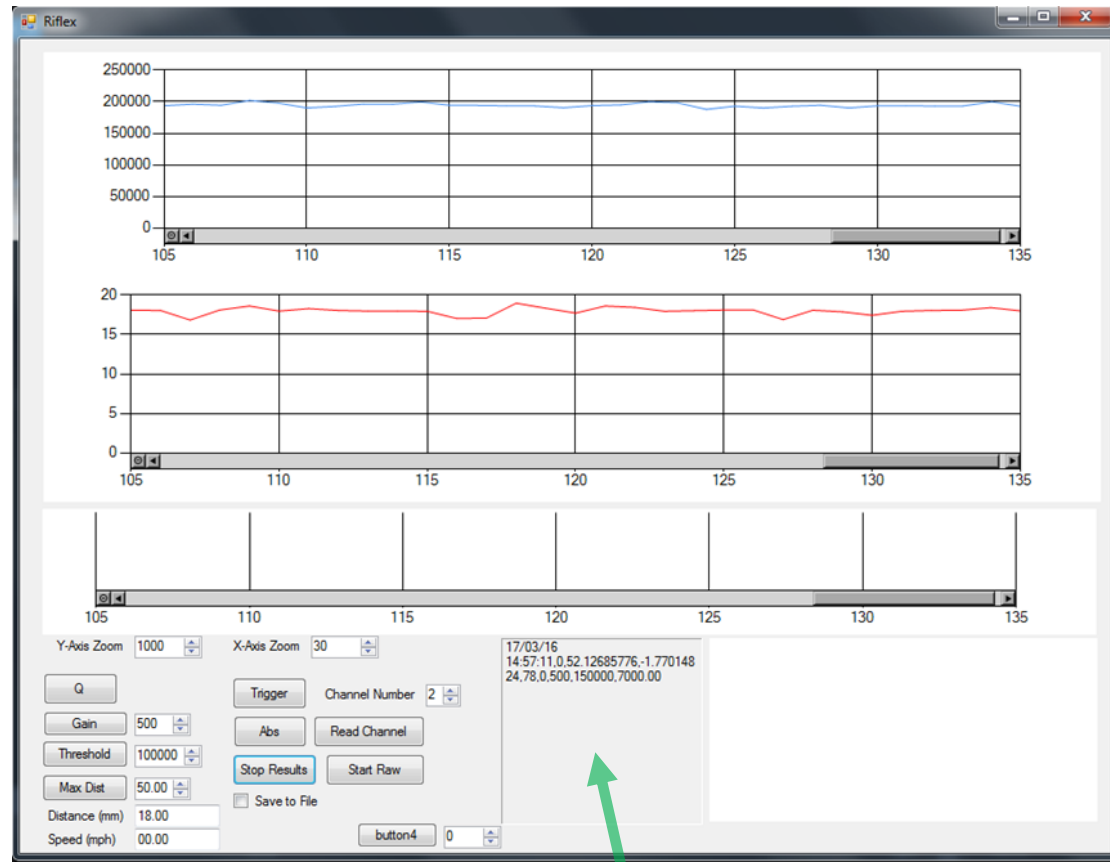 Riflex
250000
200000
150000
100000
50000
0
105 110 115 120 125 130 135
20
15
10
5
0
105 110 115 120 125 130 135
105 110 115 120 125 130 135
Y-Axis Zoom 1000 X-Axis Zoom 30
17/03/16
14:57:11,0,52.12685776,-1.770148
24,78,0,500,150000,7000.00
Q
Trigger Channel Number 2
Gain 500
Abs Read Channel
Threshold 100000
Stop Results Start Raw
Max Dist 50.00
Save to File
Distance (mm) 18.00
Speed (mph) 00.00
button4 0